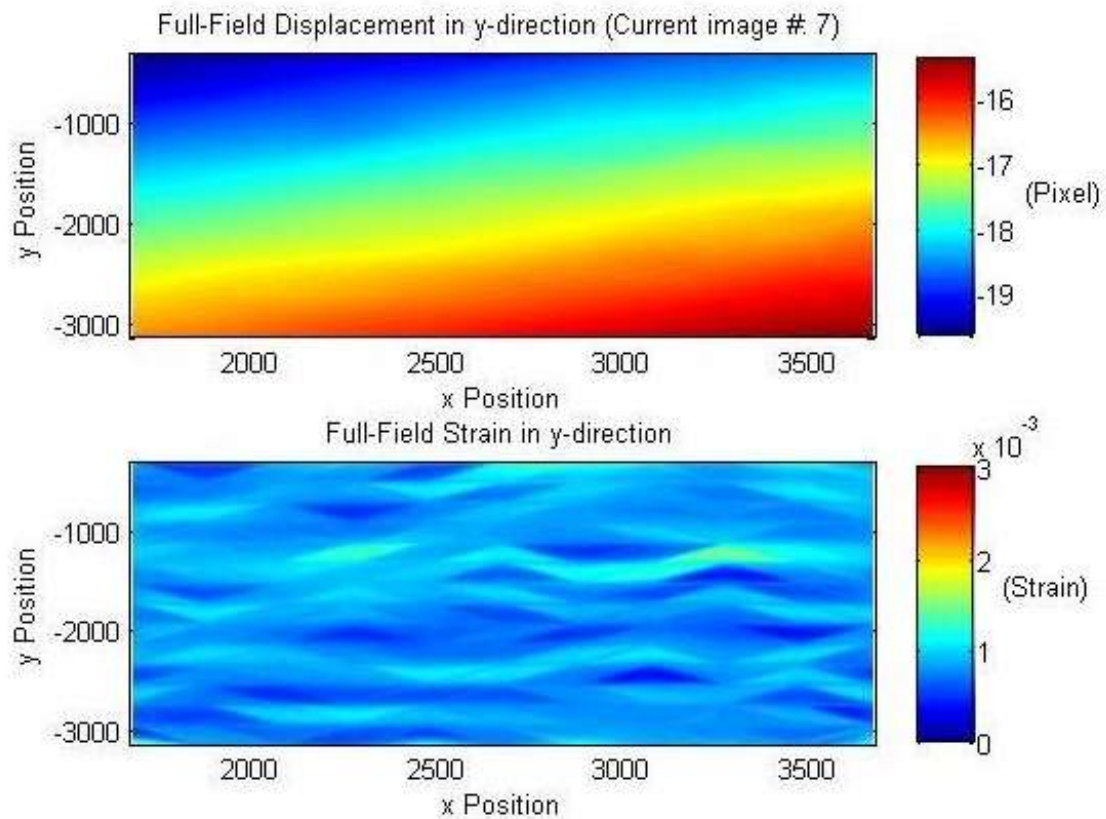 Full-Field Displacement in y-direction (Current image #: 7)
y Position
-1000
-2000
-3000
2000
2500
3000
3500
x Position
-16
-17
-18
-19
(Pixel)
Full-Field Strain in y-direction
y Position
-1000
-2000
-3000
2000
2500
3000
3500
x Position
x 10⁻³
3
2
1
0
(Strain)